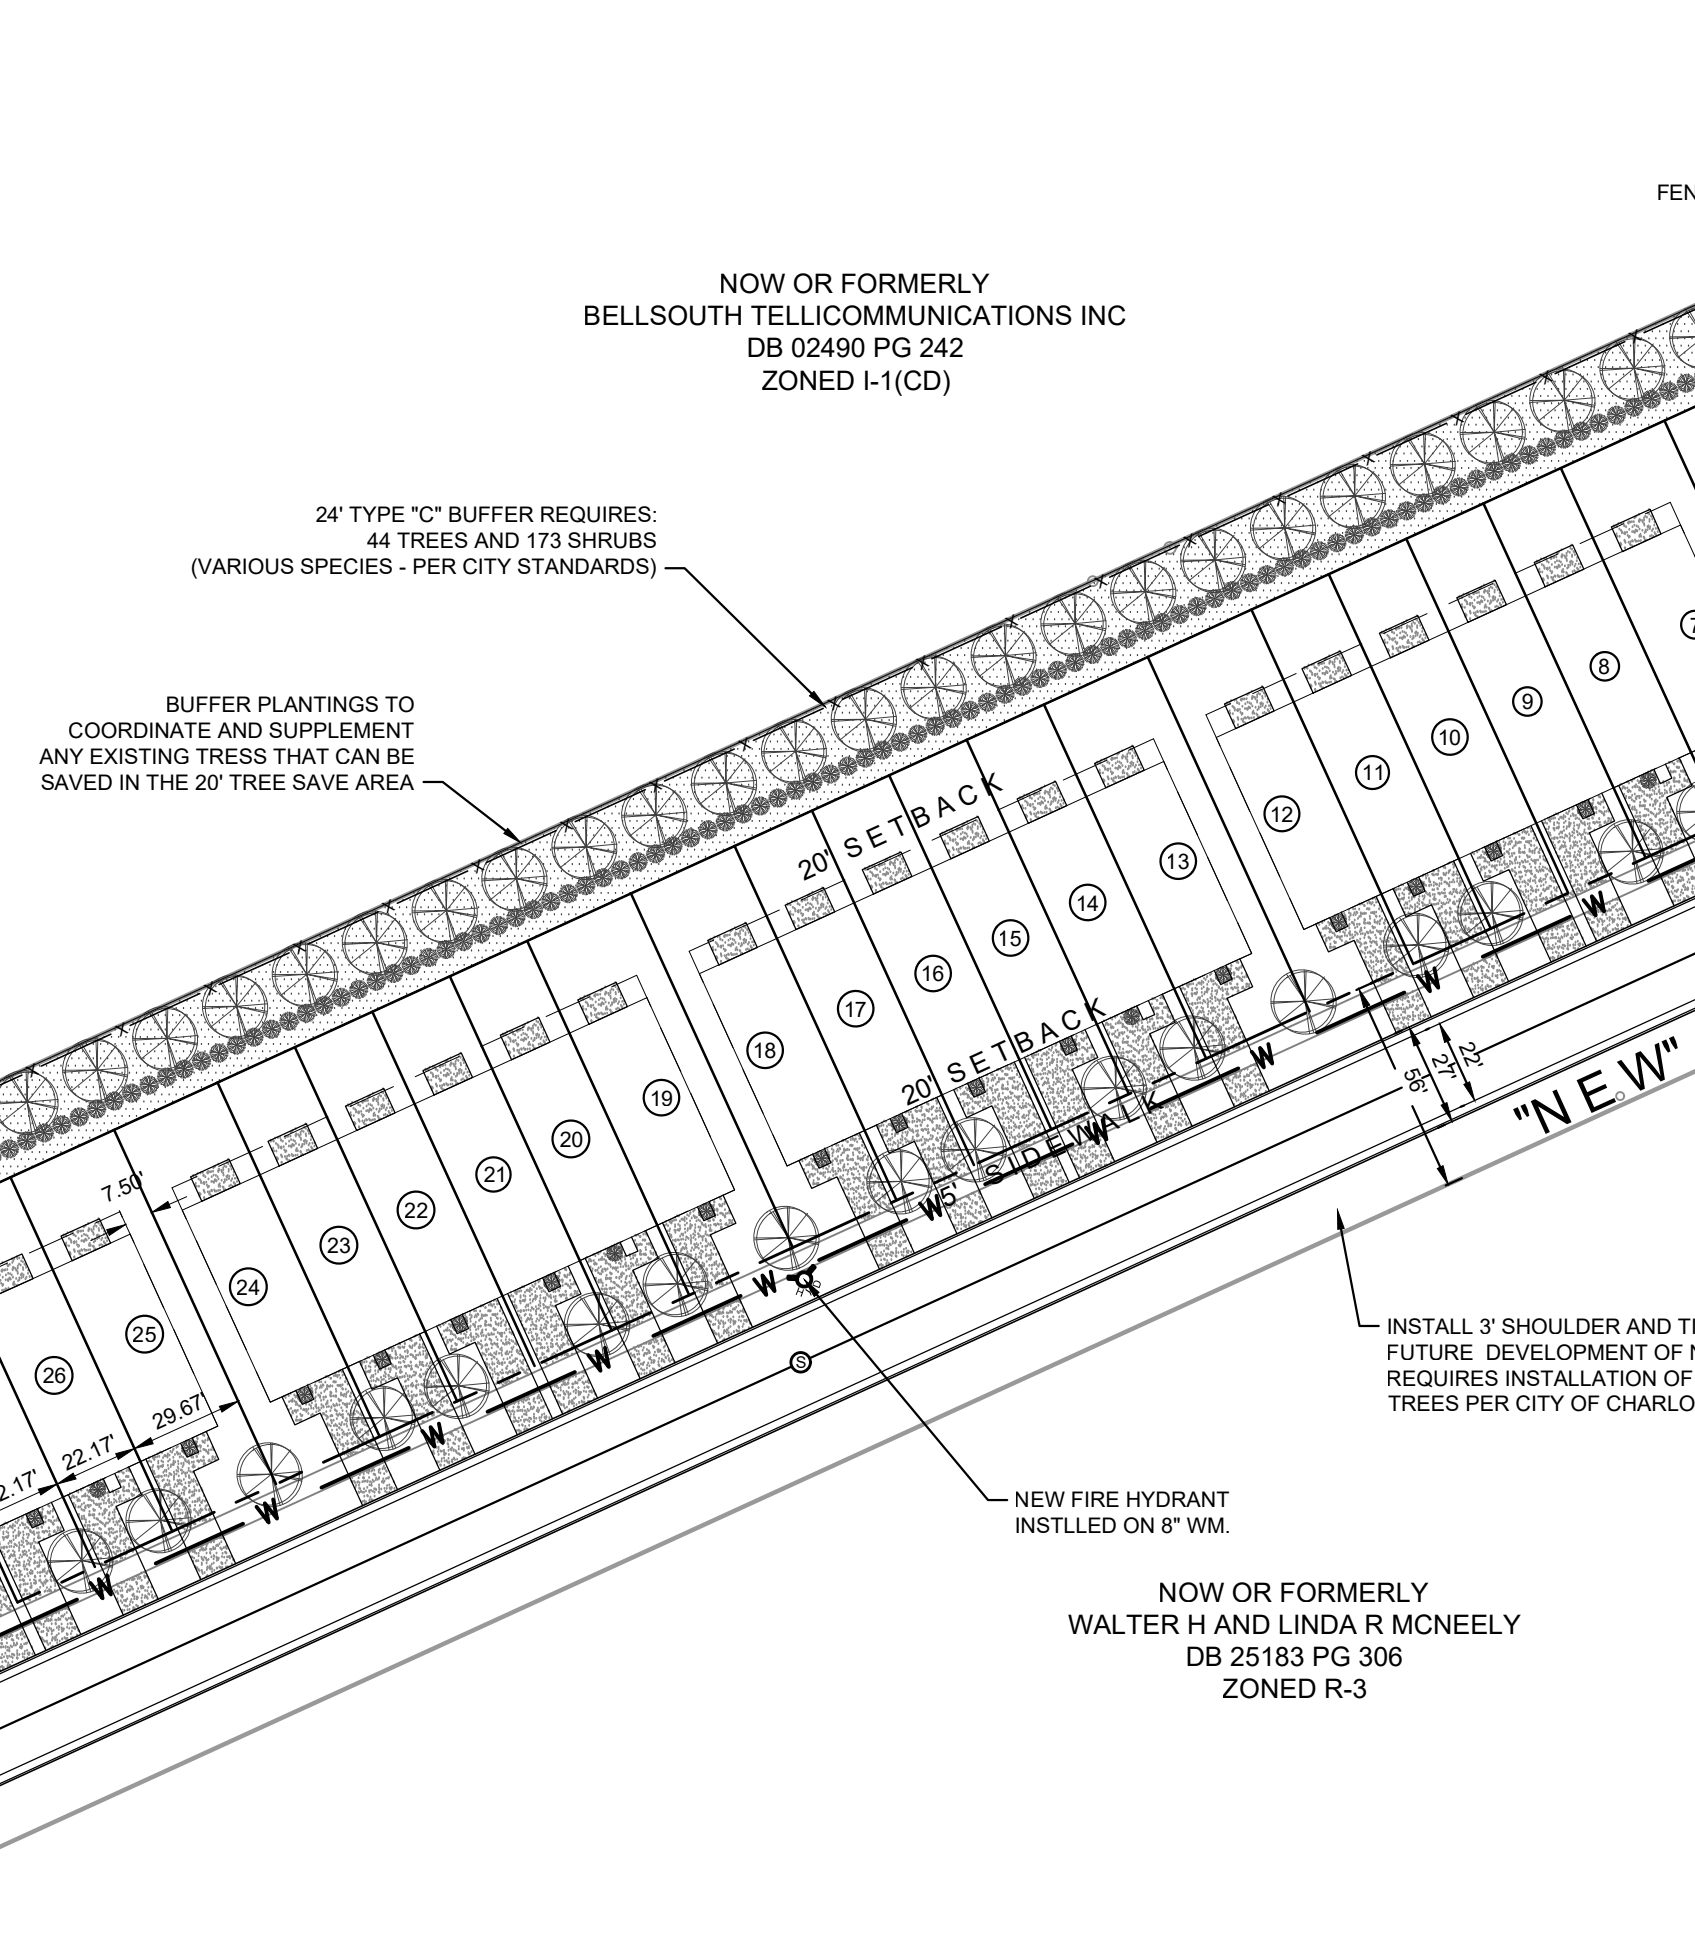 FEN
NOW OR FORMERLY
BELLSOUTH TELLICOMMUNICATIONS INC
DB 02490 PG 242
ZONED I-1(CD)
24' TYPE "C" BUFFER REQUIRES:
44 TREES AND 173 SHRUBS
(VARIOUS SPECIES - PER CITY STANDARDS)
BUFFER PLANTINGS TO
COORDINATE AND SUPPLEMENT
ANY EXISTING TRESS THAT CAN BE
SAVED IN THE 20' TREE SAVE AREA
7
8
9
10
11
12
13
14
15
16
17
18
19
20
21
22
23
24
25
26
20' SETBACK
20' SETBACK
5' SIDEWALK
W
W
W
W
W
W
W
W
W
W
W
HYD
S
7.50'
29.67'
22.17'
2.17'
56'
27'
22'
"NEW"
INSTALL 3' SHOULDER AND
FUTURE DEVELOPMENT OF
REQUIRES INSTALLATION OF
TREES PER CITY OF CHARLO
NEW FIRE HYDRANT
INSTLLED ON 8" WM.
NOW OR FORMERLY
WALTER H AND LINDA R MCNEELY
DB 25183 PG 306
ZONED R-3